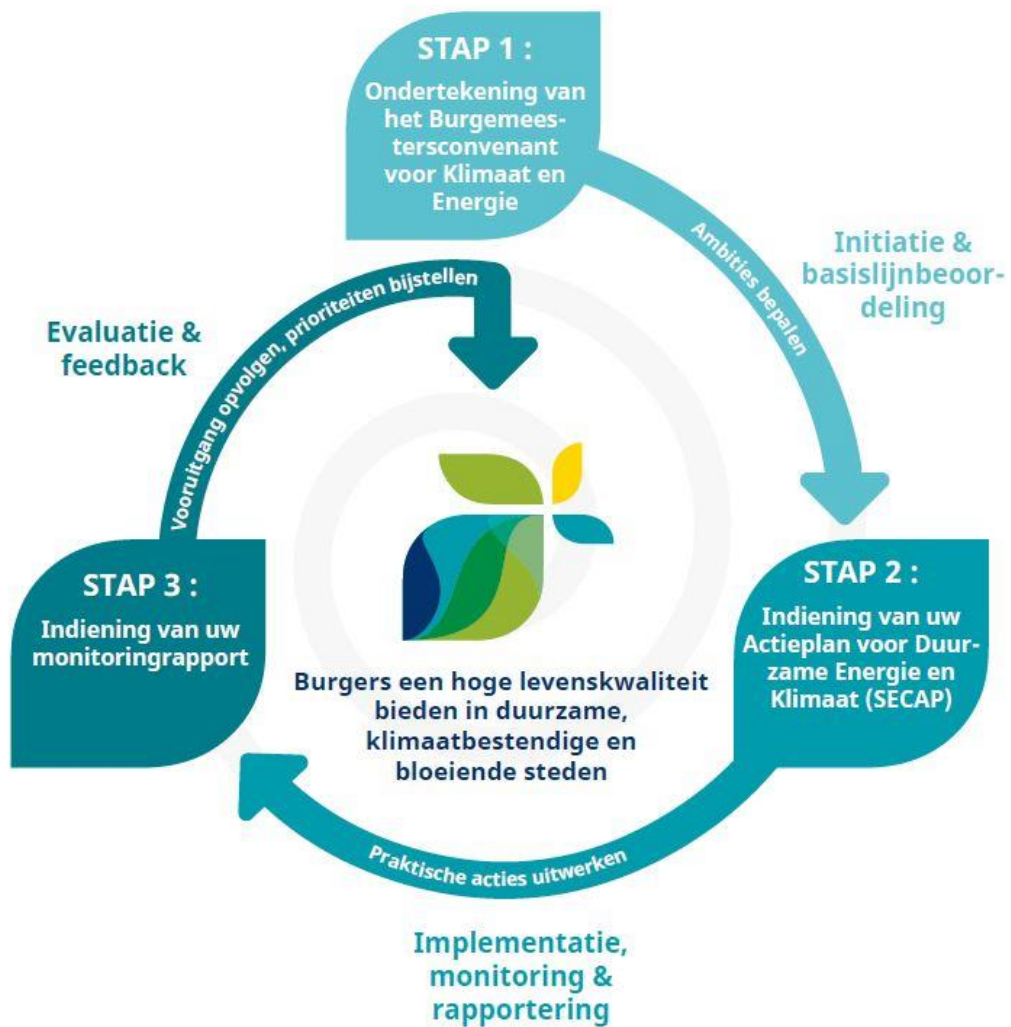 STAP 1 :
Ondertekening van
het Burgemees-
tersconvenant
voor Klimaat en
Energie
Ambities bepalen
Initiatie &
basislijnbeoor-
deling
STAP 2 :
Indiening van uw
Actieplan voor Duur-
zame Energie en
Klimaat (SECAP)
Praktische acties uitwerken
Implementatie,
monitoring &
rapportering
STAP 3 :
Indiening van uw
monitoringrapport
Vooruitgang opvolgen, prioriteiten bijstellen
Evaluatie &
feedback
Burgers een hoge levenskwaliteit
bieden in duurzame,
klimaatbestendige en
bloeiende steden